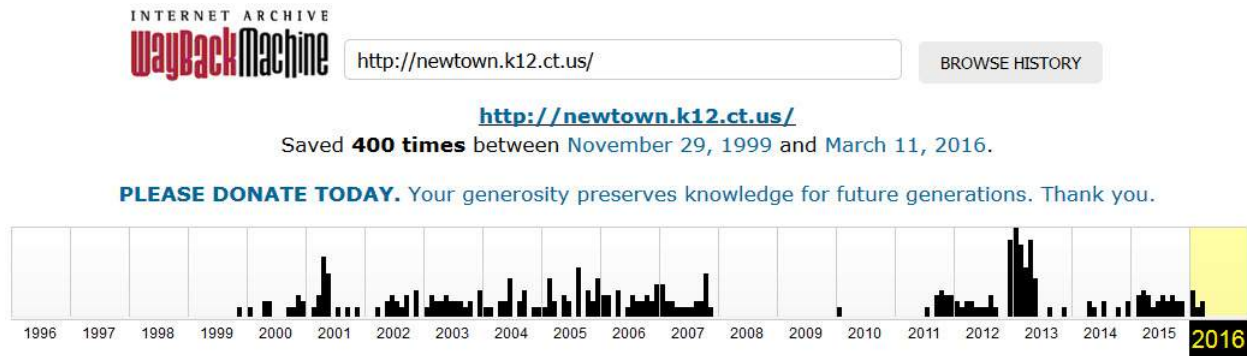 INTERNET ARCHIVE
WayBackMachine
http://newtown.k12.ct.us/
BROWSE HISTORY
http://newtown.k12.ct.us/
Saved 400 times between November 29, 1999 and March 11, 2016.
PLEASE DONATE TODAY. Your generosity preserves knowledge for future generations. Thank you.
1996 1997 1998 1999 2000 2001 2002 2003 2004 2005 2006 2007 2008 2009 2010 2011 2012 2013 2014 2015 2016